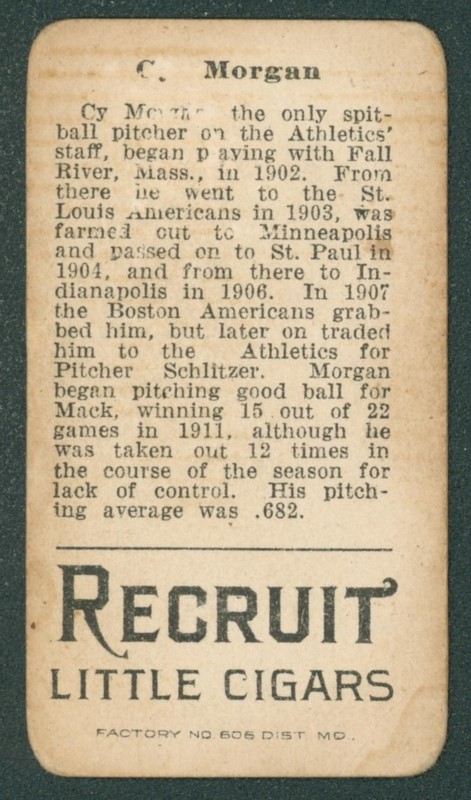 C. Morgan
Cy Morgan the only spit-
ball pitcher on the Athletics'
staff, began playing with Fall
River, Mass., in 1902. From
there he went to the St.
Louis Americans in 1903, was
farmed out to Minneapolis
and passed on to St. Paul in
1904, and from there to In-
dianapolis in 1906. In 1907
the Boston Americans grab-
bed him, but later on traded
him to the Athletics for
Pitcher Schlitzer. Morgan
began pitching good ball for
Mack, winning 15 out of 22
games in 1911, although he
was taken out 12 times in
the course of the season for
lack of control. His pitch-
ing average was .682.
RECRUIT
LITTLE CIGARS
FACTORY NO. 606 DIST. MD.